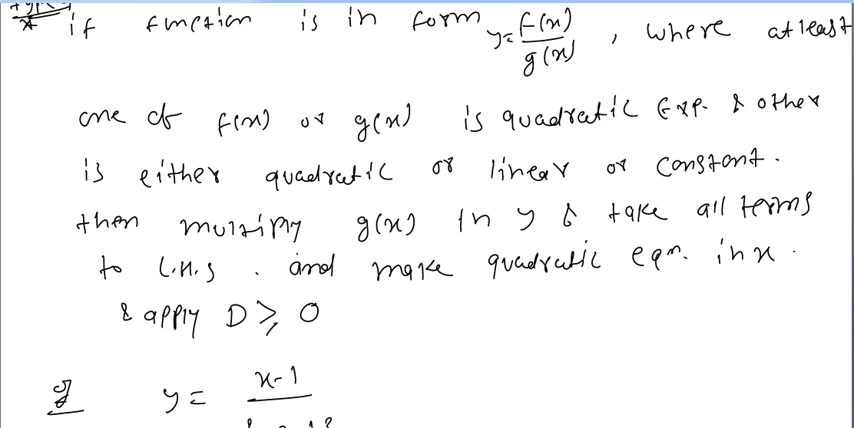 if function is in form y = f(x)/g(x) , where atleast
one of f(x) or g(x) is quadratic Exp. & other
is either quadratic or linear or constant.
then multiply g(x) in y & take all terms
to L.H.S . and make quadratic eqn. in x .
& apply D ≥ 0
y = x-1